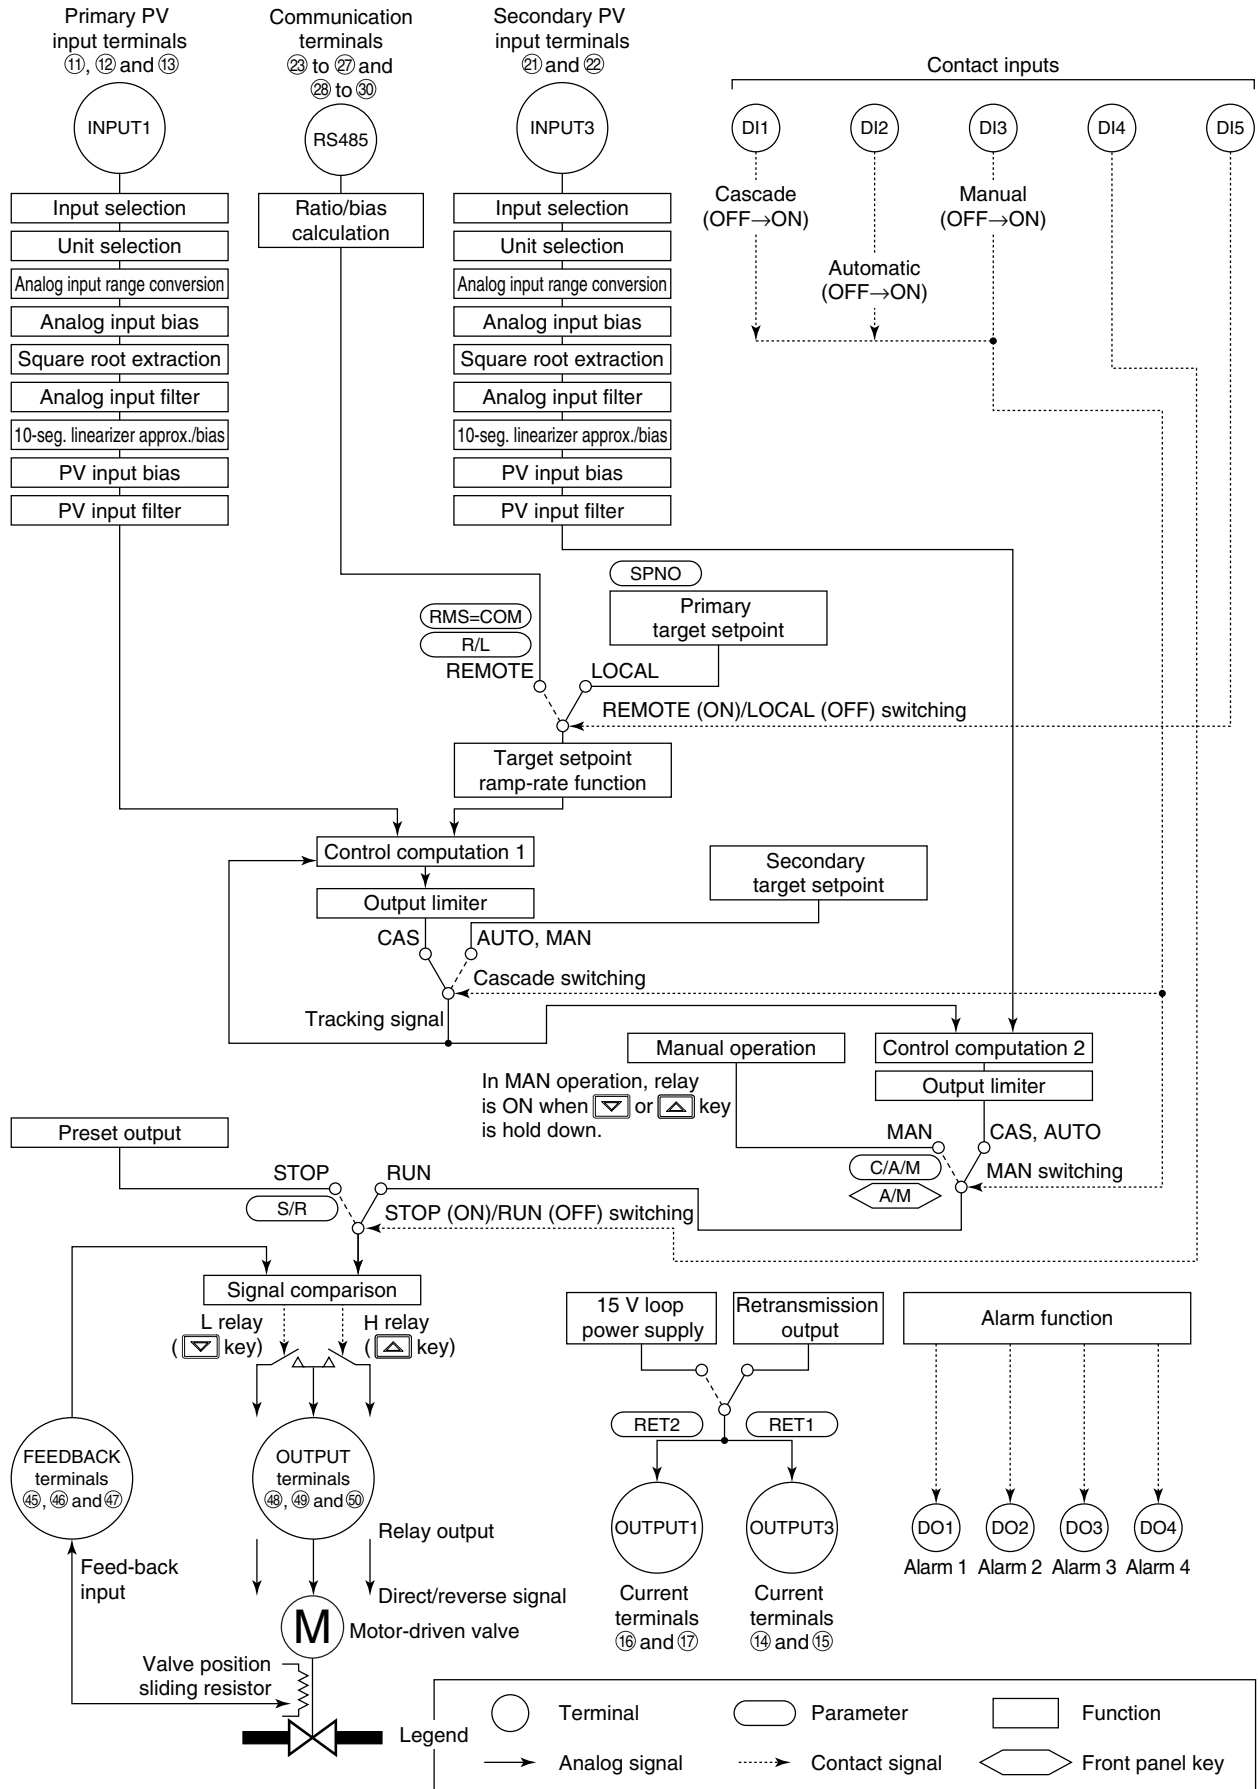 Primary PV
input terminals
⑪, ⑫ and ⑬
INPUT1
Input selection
Unit selection
Analog input range conversion
Analog input bias
Square root extraction
Analog input filter
10-seg. linearizer approx./bias
PV input bias
PV input filter
Communication
terminals
㉓ to ㉗ and
㉘ to ㉚
RS485
Ratio/bias
calculation
Secondary PV
input terminals
㉑ and ㉒
INPUT3
Input selection
Unit selection
Analog input range conversion
Analog input bias
Square root extraction
Analog input filter
10-seg. linearizer approx./bias
PV input bias
PV input filter
Contact inputs
DI1
DI2
DI3
DI4
DI5
Cascade
(OFF→ON)
Automatic
(OFF→ON)
Manual
(OFF→ON)
SPNO
Primary
target setpoint
RMS=COM
R/L
REMOTE
LOCAL
REMOTE (ON)/LOCAL (OFF) switching
Target setpoint
ramp-rate function
Control computation 1
Output limiter
Secondary
target setpoint
CAS
AUTO, MAN
Cascade switching
Tracking signal
Manual operation
Control computation 2
Output limiter
In MAN operation, relay
is ON when ▽ or △ key
is hold down.
MAN
CAS, AUTO
C/A/M
A/M
MAN switching
Preset output
STOP
RUN
S/R
STOP (ON)/RUN (OFF) switching
Signal comparison
L relay
(▽ key)
H relay
(△ key)
FEEDBACK
terminals
㊺, ㊻ and ㊼
OUTPUT
terminals
㊽, ㊾ and ㊿
Relay output
Feed-back
input
Direct/reverse signal
M
Motor-driven valve
Valve position
sliding resistor
15 V loop
power supply
Retransmission
output
RET2
RET1
OUTPUT1
OUTPUT3
Current
terminals
⑯ and ⑰
Current
terminals
⑭ and ⑮
Alarm function
DO1
DO2
DO3
DO4
Alarm 1
Alarm 2
Alarm 3
Alarm 4
Legend
Terminal
Parameter
Function
Analog signal
Contact signal
Front panel key